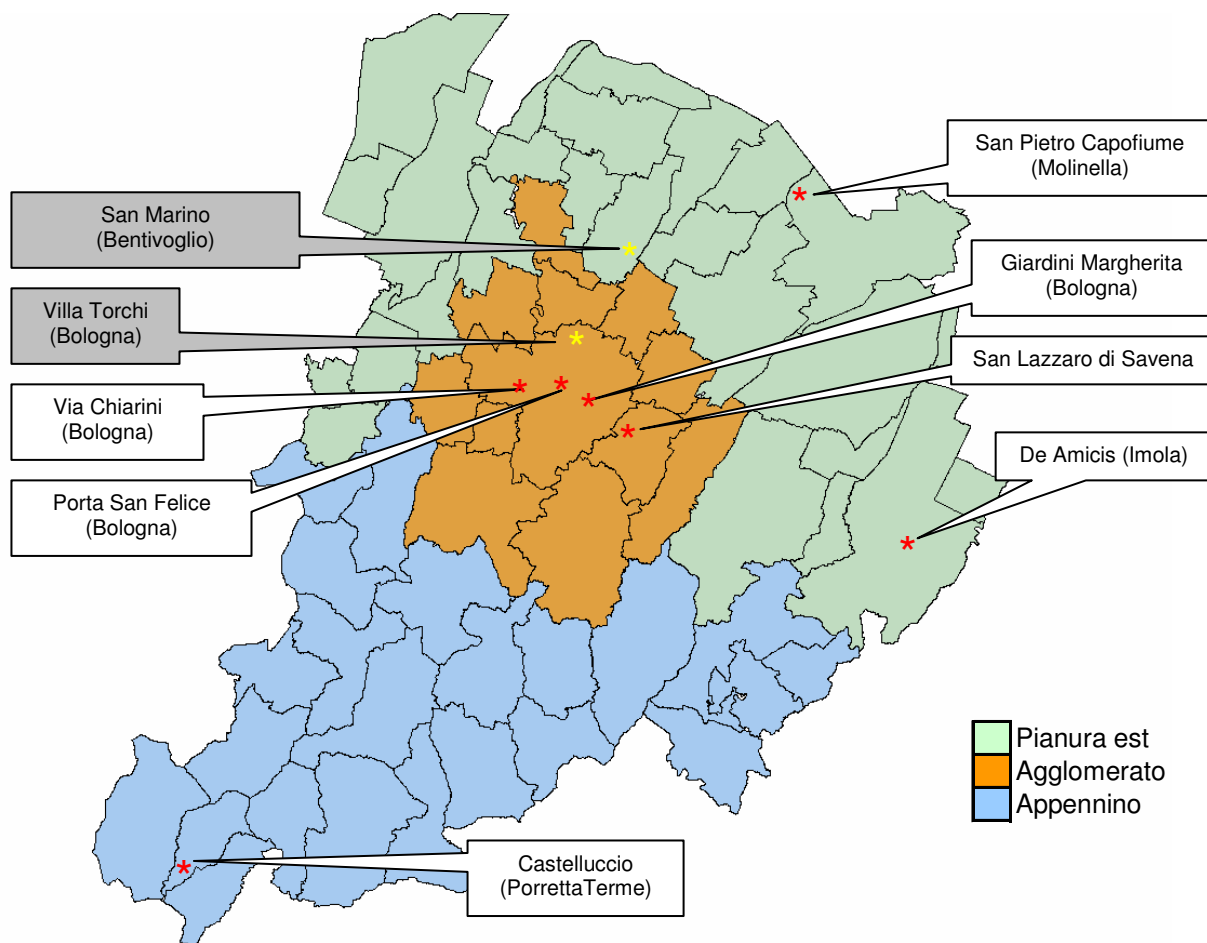 San Pietro Capofiume
(Molinella)
San Marino
(Bentivoglio)
Giardini Margherita
(Bologna)
Villa Torchi
(Bologna)
San Lazzaro di Savena
Via Chiarini
(Bologna)
De Amicis (Imola)
Porta San Felice
(Bologna)
Pianura est
Agglomerato
Appennino
Castelluccio
(PorrettaTerme)